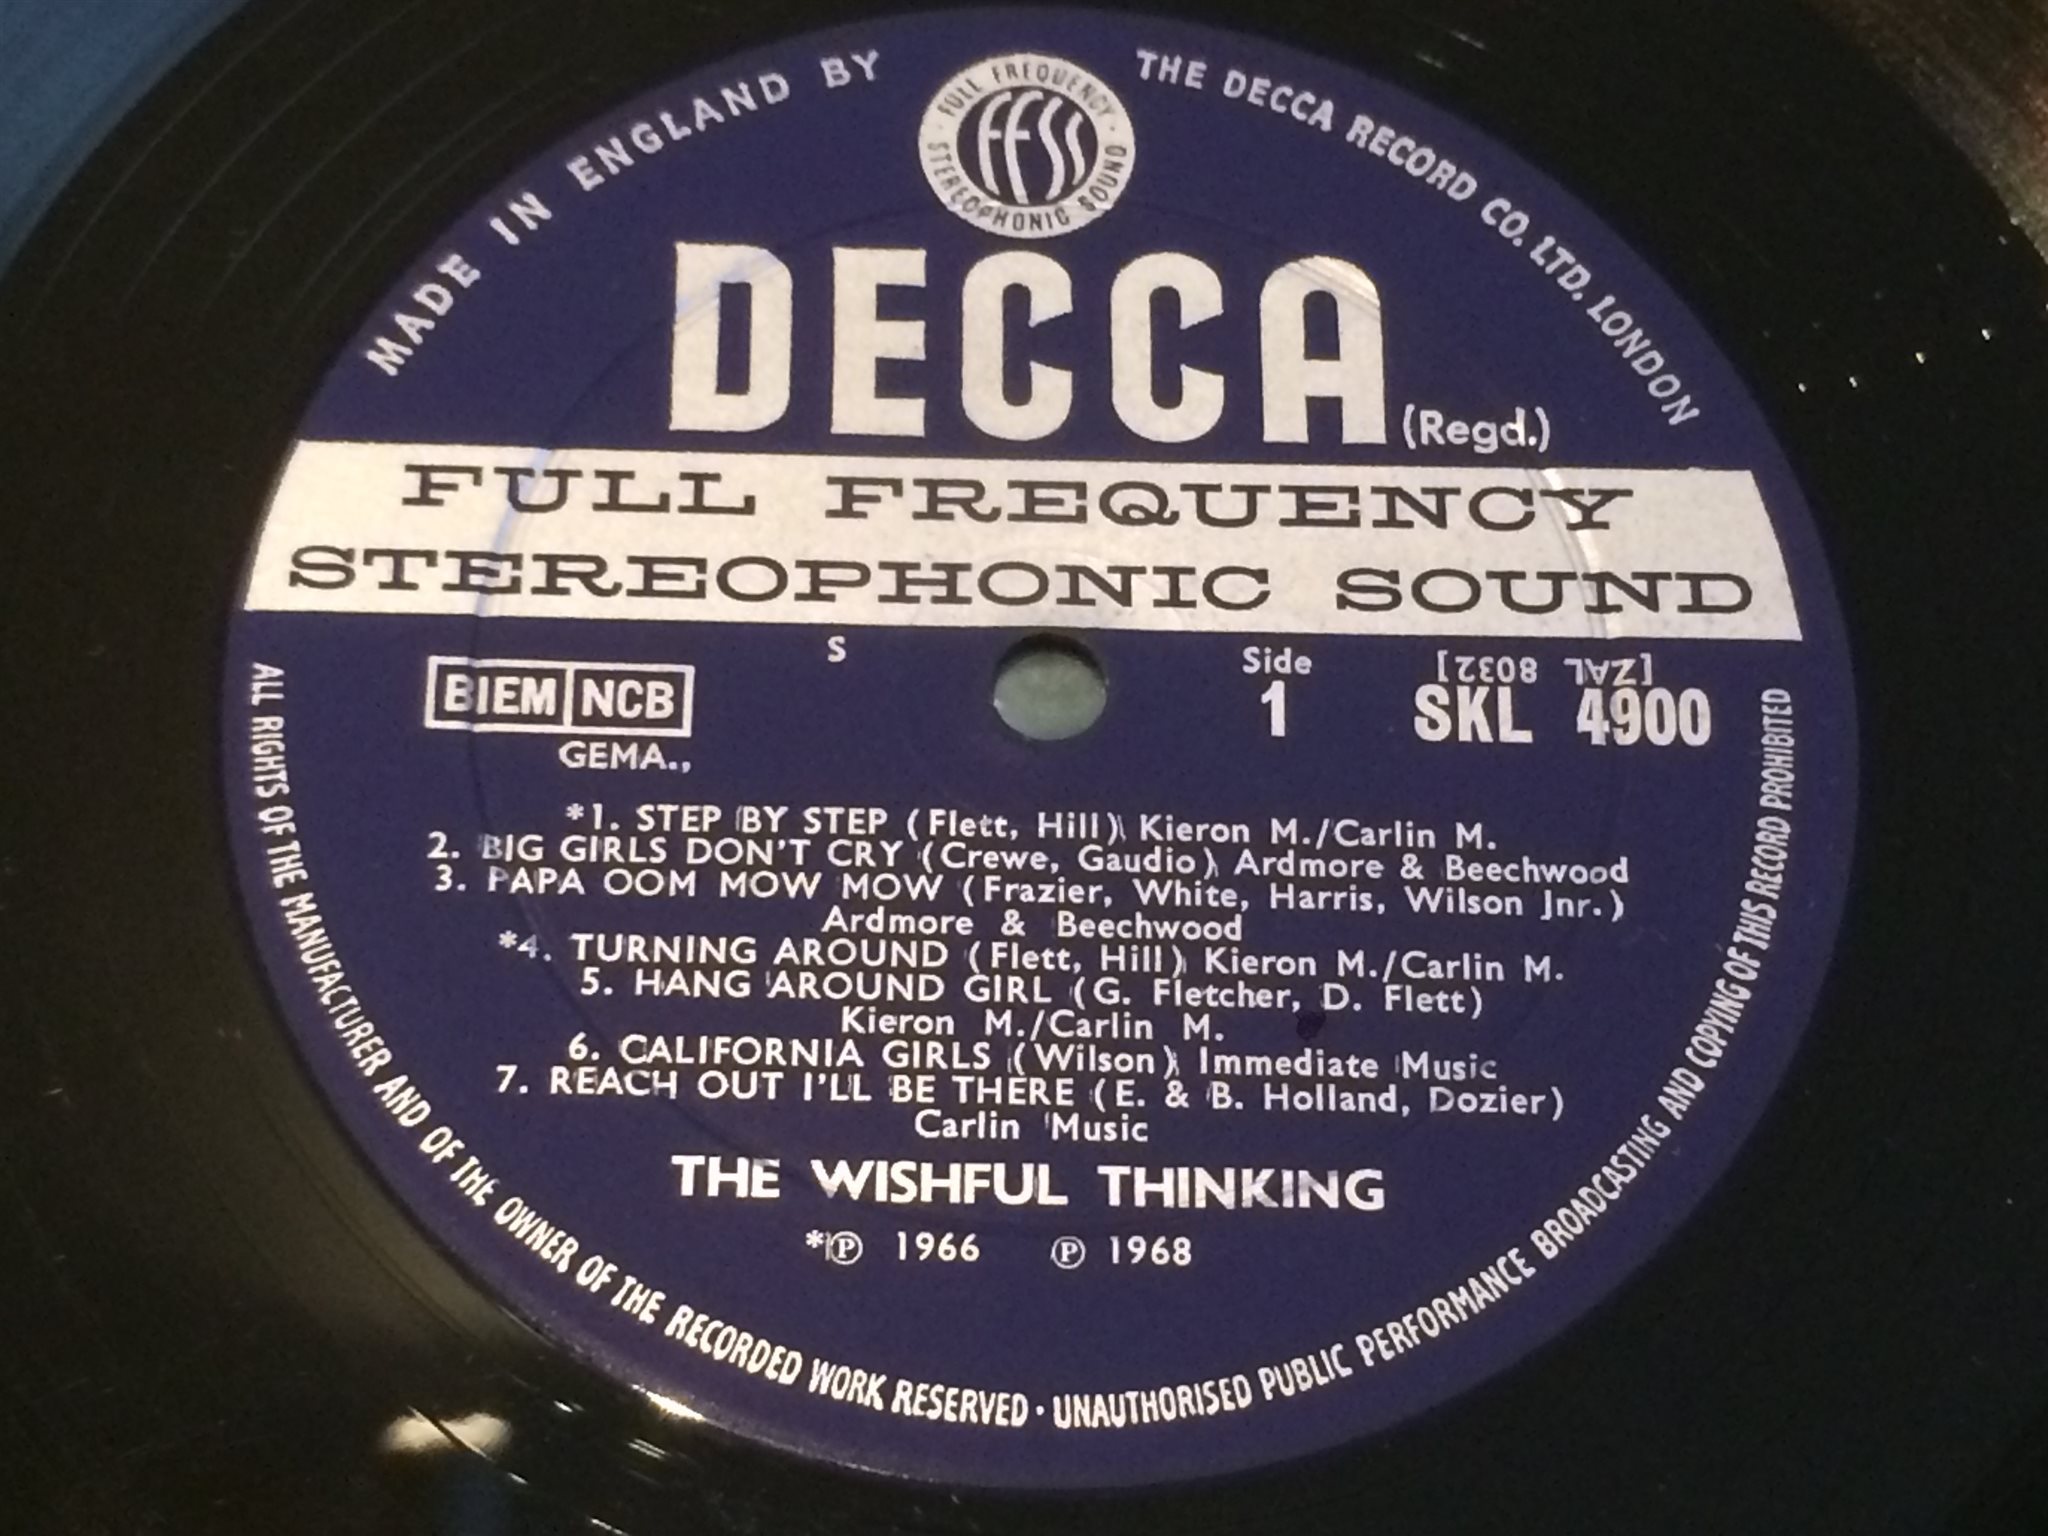 MADE IN ENGLAND BY THE DECCA RECORD CO. LTD. LONDON
FULL FREQUENCY STEREOPHONIC SOUND
FFSS
DECCA (Regd.)
FULL FREQUENCY
STEREOPHONIC SOUND
S
BIEM NCB
GEMA.,
Side
1
[ZAL 8032]
SKL 4900
*1. STEP BY STEP (Flett, Hill) Kieron M./Carlin M.
2. BIG GIRLS DON'T CRY (Crewe, Gaudio) Ardmore & Beechwood
3. PAPA OOM MOW MOW (Frazier, White, Harris, Wilson Jnr.)
Ardmore & Beechwood
*4. TURNING AROUND (Flett, Hill) Kieron M./Carlin M.
5. HANG AROUND GIRL (G. Fletcher, D. Flett)
Kieron M./Carlin M.
6. CALIFORNIA GIRLS (Wilson) Immediate Music
7. REACH OUT I'LL BE THERE (E. & B. Holland, Dozier)
Carlin Music
THE WISHFUL THINKING
*℗ 1966 ℗ 1968
ALL RIGHTS OF THE MANUFACTURER AND OF THE OWNER OF THE RECORDED WORK RESERVED · UNAUTHORISED PUBLIC PERFORMANCE BROADCASTING AND COPYING OF THIS RECORD PROHIBITED